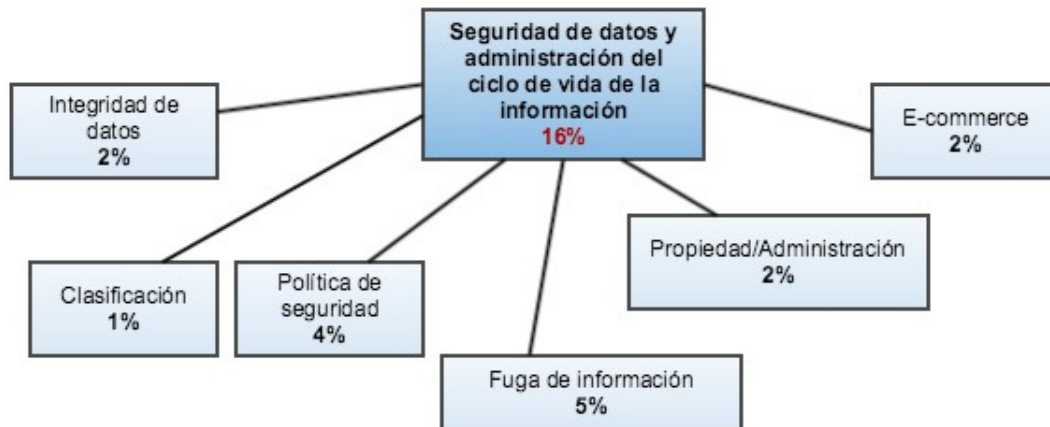 Seguridad de datos y
administración del
ciclo de vida de la
información
16%
Integridad de
datos
2%
E-commerce
2%
Propiedad/Administración
2%
Clasificación
1%
Política de
seguridad
4%
Fuga de información
5%